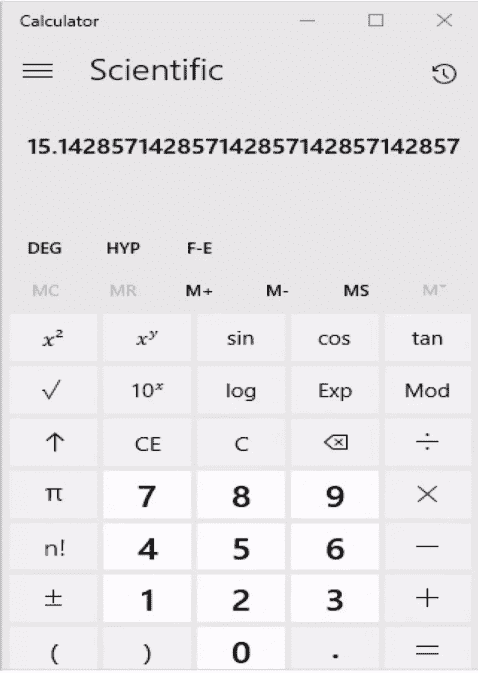 Calculator
Scientific
15.142857142857142857142857142857
DEG HYP F-E
MC MR M+ M- MS M˅
x² xʸ sin cos tan
√ 10ˣ log Exp Mod
↑ CE C ⌫ ÷
π 7 8 9 ×
n! 4 5 6 −
± 1 2 3 +
( ) 0 . =